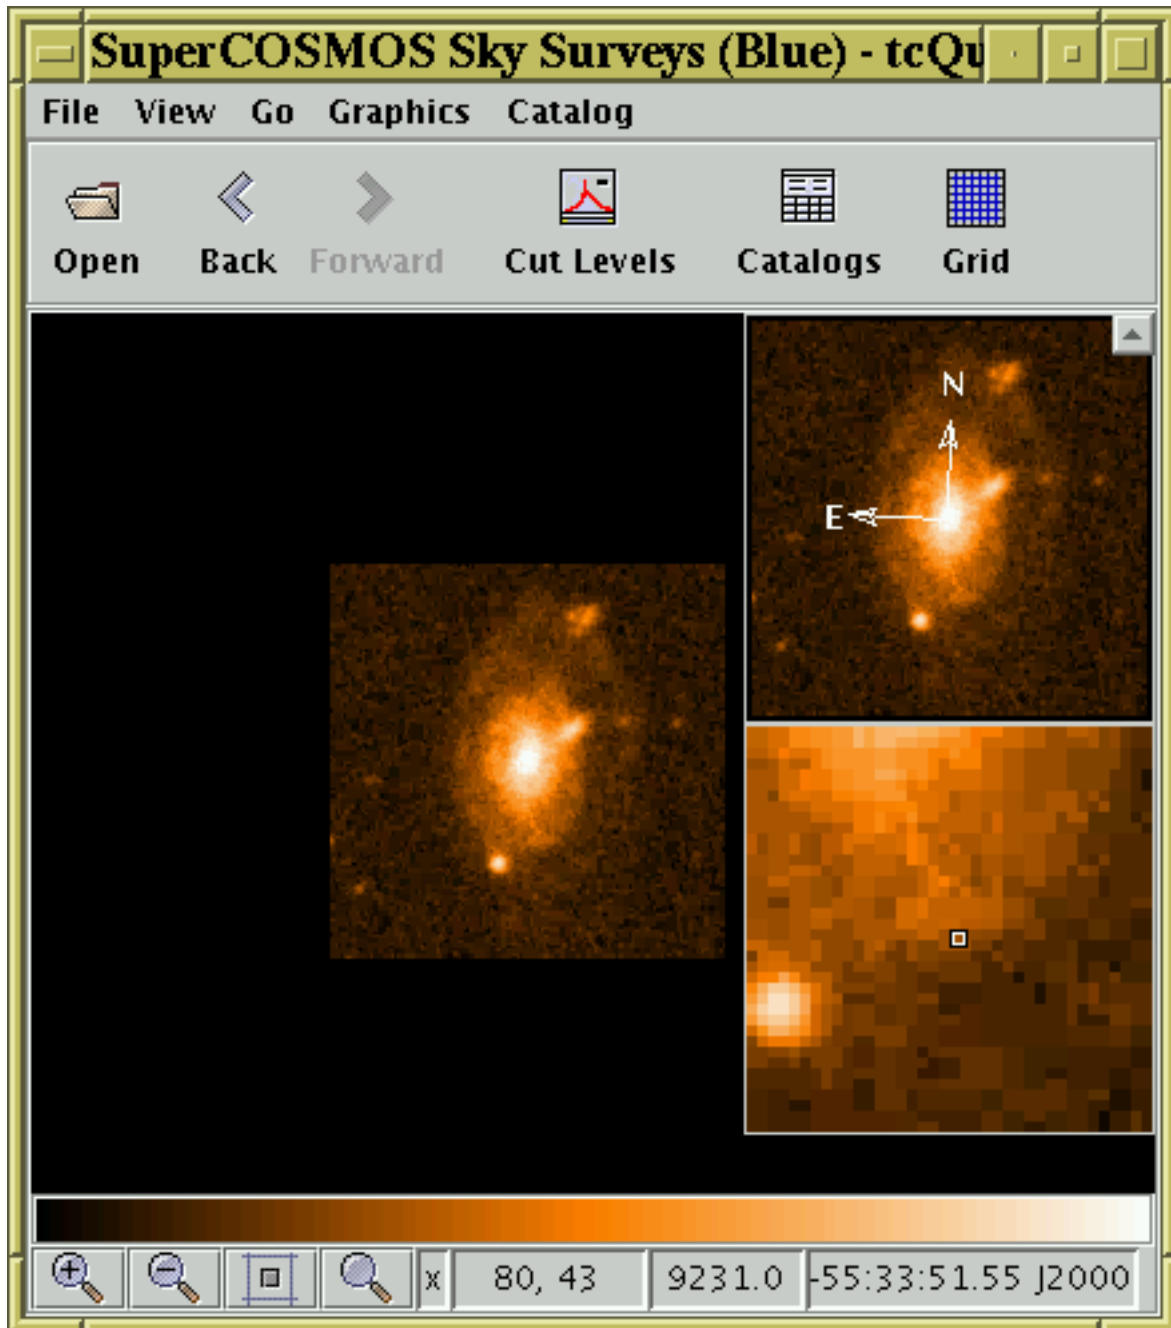 SuperCOSMOS Sky Surveys (Blue) - tcQu
File View Go Graphics Catalog
Open Back Forward Cut Levels Catalogs Grid
N
E
x 80, 43 9231.0 -55:33:51.55 J2000